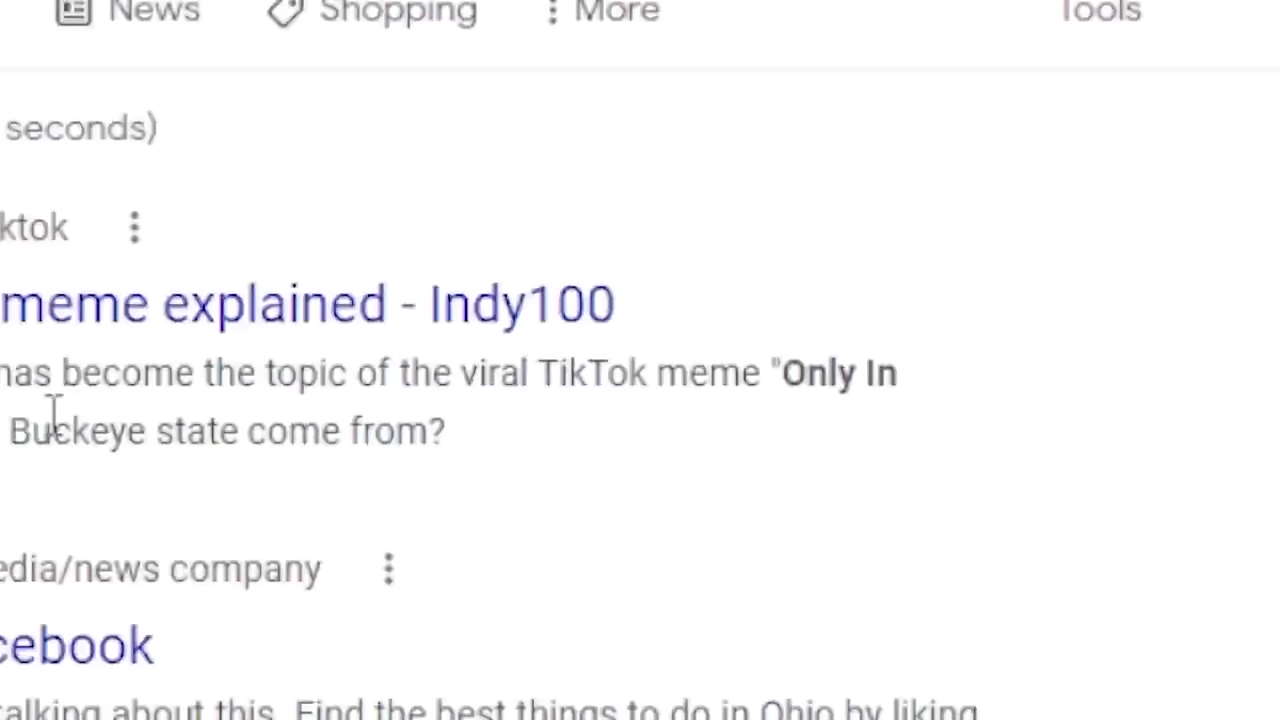 News Shopping More Tools
seconds)
ktok
meme explained - Indy100
has become the topic of the viral TikTok meme "Only In
Buckeye state come from?
edia/news company
cebook
talking about this. Find the best things to do in Ohio by liking